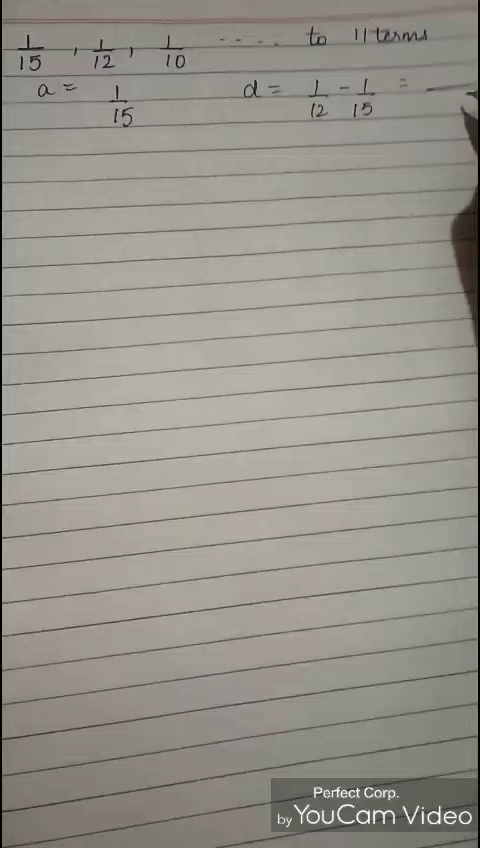 1/15 , 1/12 , 1/10 ..... to 11 terms
a = 1/15 d = 1/12 - 1/15 =
Perfect Corp.
by YouCam Video